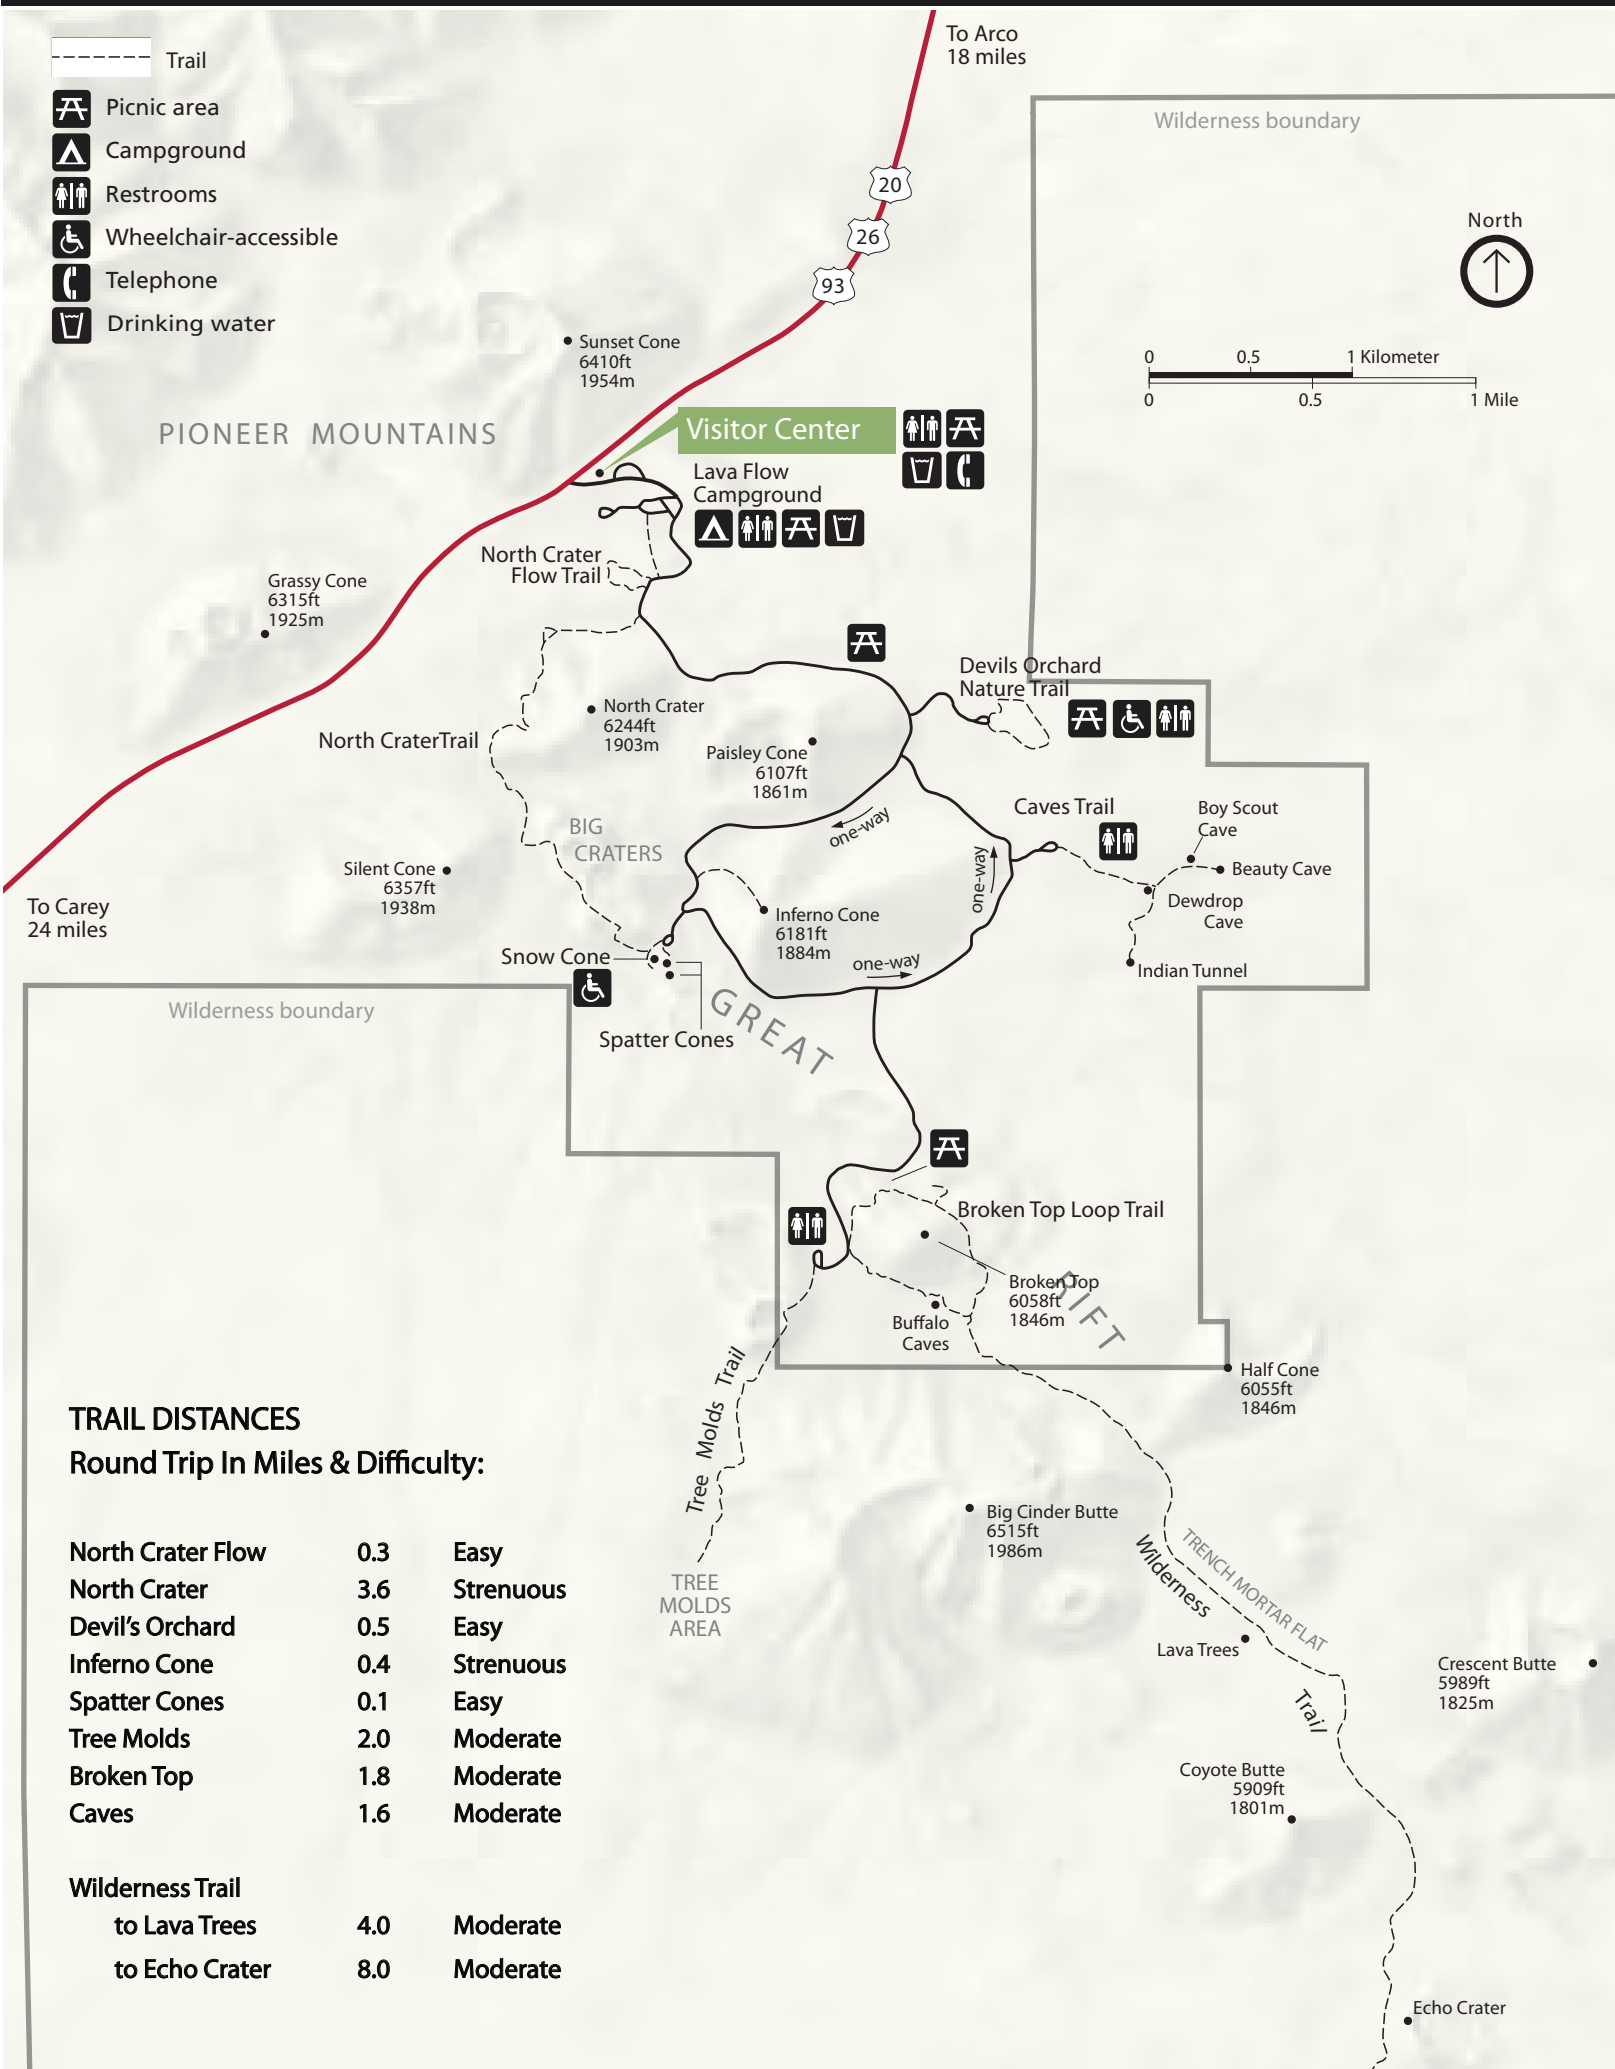 To Arco
18 miles
Trail
Picnic area
Campground
Restrooms
Wheelchair-accessible
Telephone
Drinking water
Wilderness boundary
20
26
93
North
0 0.5 1 Kilometer
0 0.5 1 Mile
Sunset Cone
6410ft
1954m
PIONEER MOUNTAINS
Visitor Center
Lava Flow
Campground
North Crater
Flow Trail
Grassy Cone
6315ft
1925m
Devils Orchard
Nature Trail
North Crater
6244ft
1903m
North CraterTrail
Paisley Cone
6107ft
1861m
one-way
BIG
CRATERS
Caves Trail
Boy Scout
Cave
Beauty Cave
Dewdrop
Cave
Indian Tunnel
one-way
Silent Cone
6357ft
1938m
To Carey
24 miles
Inferno Cone
6181ft
1884m
one-way
Snow Cone
Spatter Cones
Wilderness boundary
GREAT
Broken Top Loop Trail
Broken Top
6058ft
1846m
RIFT
Buffalo
Caves
Half Cone
6055ft
1846m
Tree Molds Trail
TREE
MOLDS
AREA
Big Cinder Butte
6515ft
1986m
Wilderness
TRENCH MORTAR FLAT
Lava Trees
Trail
Crescent Butte
5989ft
1825m
Coyote Butte
5909ft
1801m
Echo Crater
TRAIL DISTANCES
Round Trip In Miles & Difficulty:
North Crater Flow 0.3 Easy
North Crater 3.6 Strenuous
Devil's Orchard 0.5 Easy
Inferno Cone 0.4 Strenuous
Spatter Cones 0.1 Easy
Tree Molds 2.0 Moderate
Broken Top 1.8 Moderate
Caves 1.6 Moderate
Wilderness Trail
to Lava Trees 4.0 Moderate
to Echo Crater 8.0 Moderate